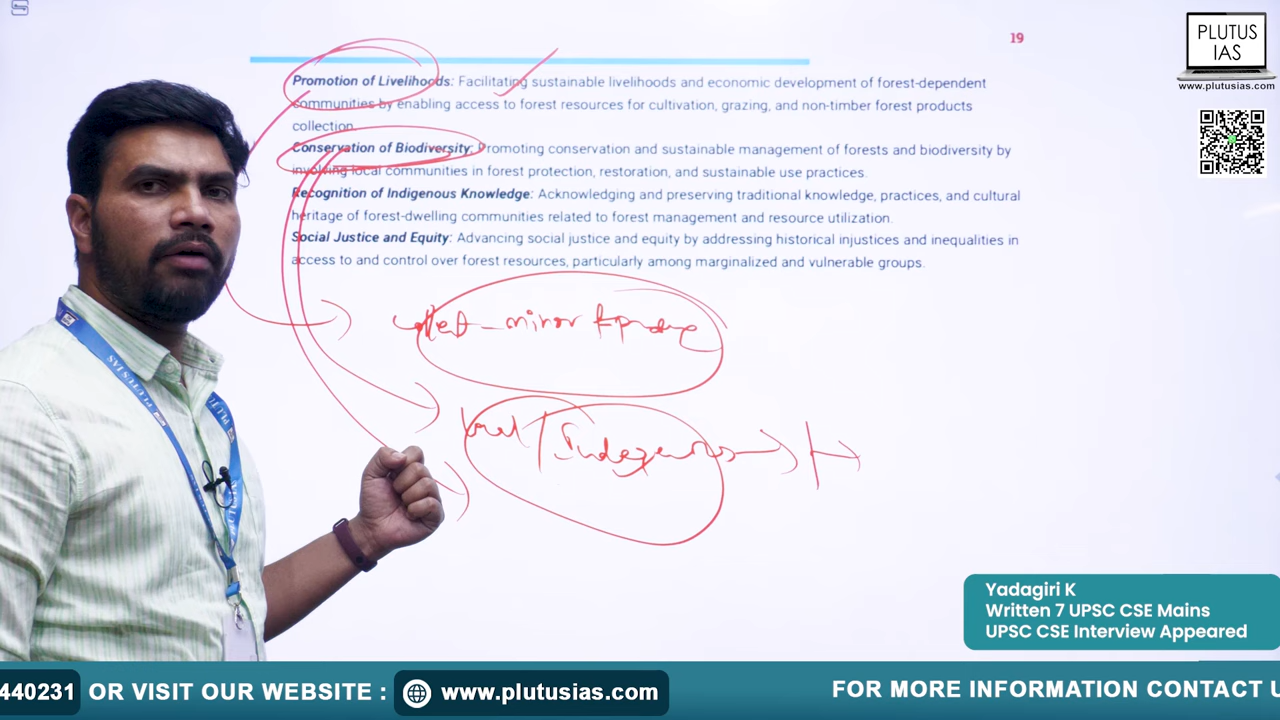 19
PLUTUS
IAS
www.plutusias.com
Promotion of Livelihoods: Facilitating sustainable livelihoods and economic development of forest-dependent
communities by enabling access to forest resources for cultivation, grazing, and non-timber forest products
collection.
Conservation of Biodiversity: Promoting conservation and sustainable management of forests and biodiversity by
involving local communities in forest protection, restoration, and sustainable use practices.
Recognition of Indigenous Knowledge: Acknowledging and preserving traditional knowledge, practices, and cultural
heritage of forest-dwelling communities related to forest management and resource utilization.
Social Justice and Equity: Advancing social justice and equity by addressing historical injustices and inequalities in
access to and control over forest resources, particularly among marginalized and vulnerable groups.
minor
PLUTUS IAS
Yadagiri K
Written 7 UPSC CSE Mains
UPSC CSE Interview Appeared
440231 OR VISIT OUR WEBSITE : www.plutusias.com FOR MORE INFORMATION CONTACT U